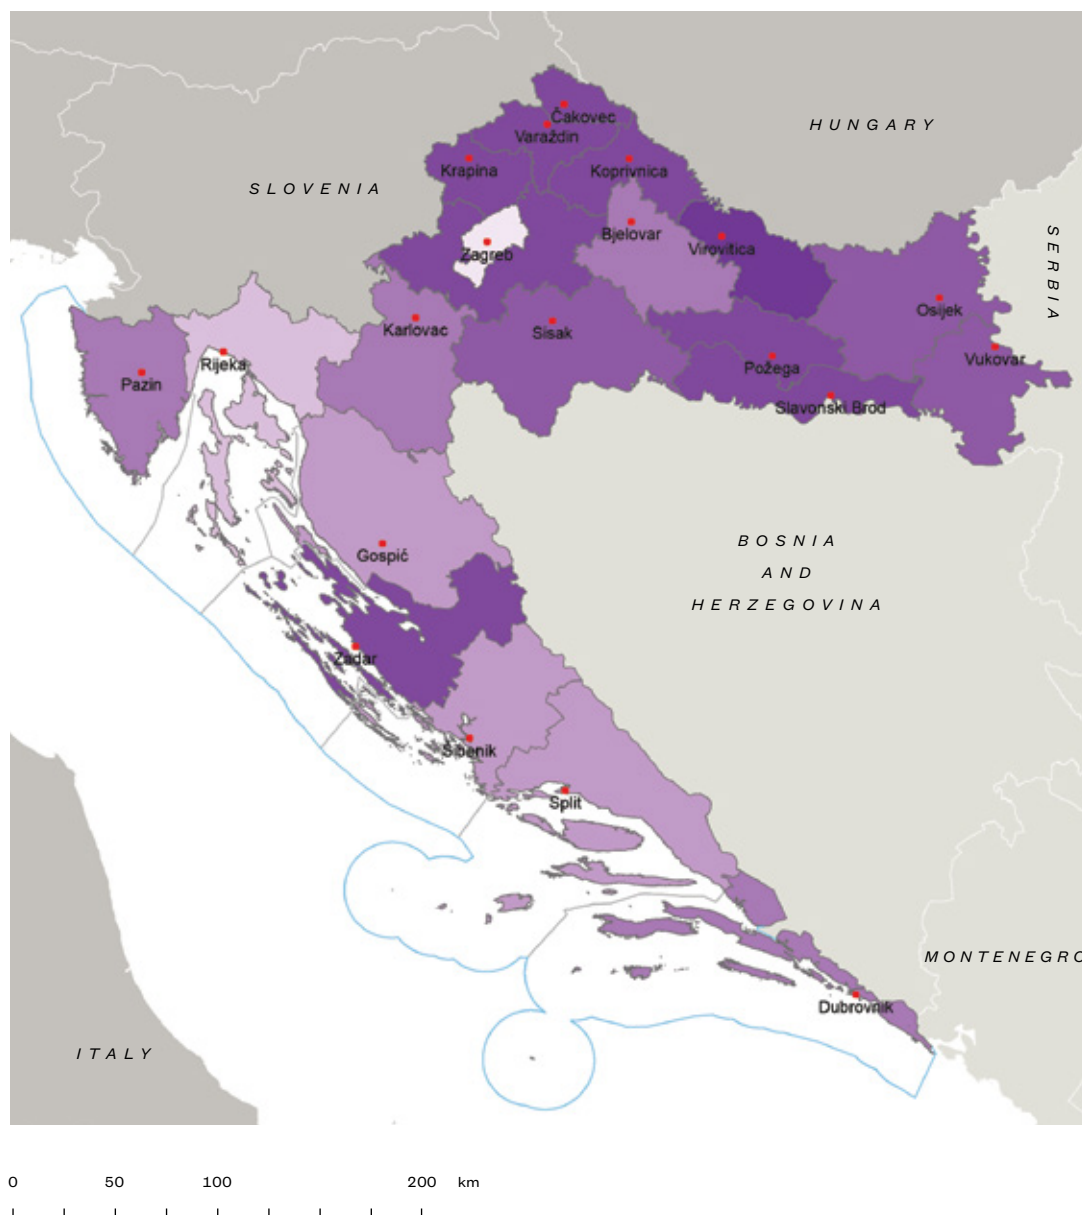 HUNGARY
Čakovec
Varaždin
Krapina
Koprivnica
SLOVENIA
Bjelovar
Virovitica
Zagreb
SERBIA
Osijek
Karlovac
Sisak
Vukovar
Rijeka
Požega
Pazin
Slavonski Brod
BOSNIA
AND
HERZEGOVINA
Gospić
Zadar
Šibenik
Split
MONTENEGRO
Dubrovnik
ITALY
0 50 100 200 km